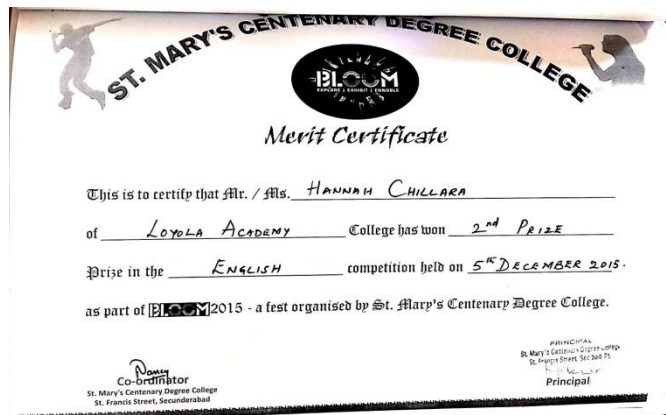 ST. MARY'S CENTENARY DEGREE COLLEGE
BLOOM
EXPLORE | EXHIBIT | ENNOBLE
Merit Certificate
This is to certify that Mr. / Ms. HANNAH CHILLARA
of LOYOLA ACADEMY College has won 2nd PRIZE
Prize in the ENGLISH competition held on 5TH DECEMBER 2015.
as part of BLOOM 2015 - a fest organised by St. Mary's Centenary Degree College.
Nancy
Co-ordinator
St. Mary's Centenary Degree College
St. Francis Street, Secunderabad
PRINCIPAL
St. Mary's Centenary Degree College
St. Francis Street, Sec'bad
Principal